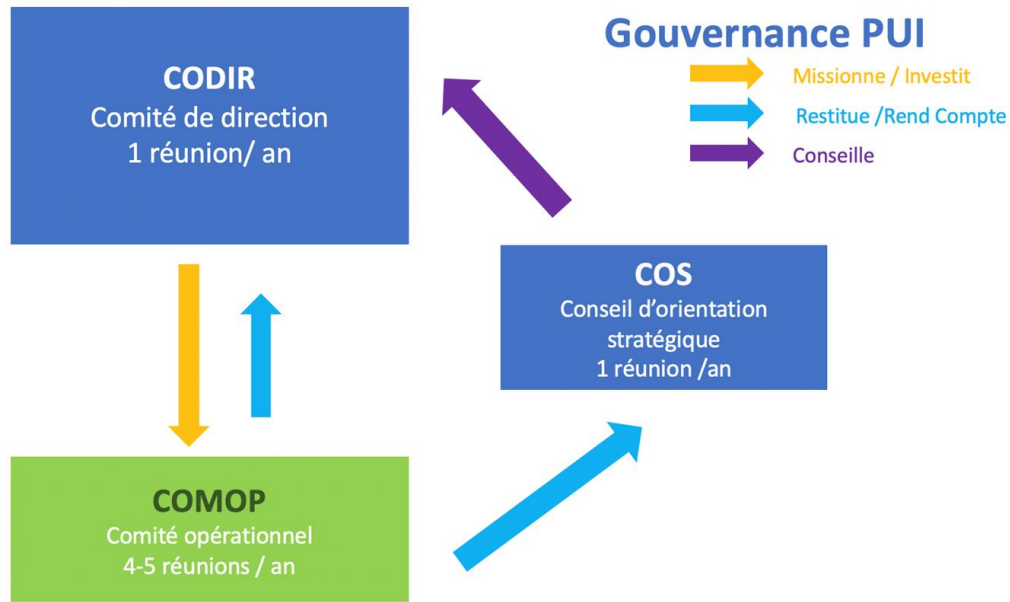 Gouvernance PUI
Missionne / Investit
Restitue /Rend Compte
Conseille
CODIR
Comité de direction
1 réunion/ an
COS
Conseil d'orientation
stratégique
1 réunion /an
COMOP
Comité opérationnel
4-5 réunions / an